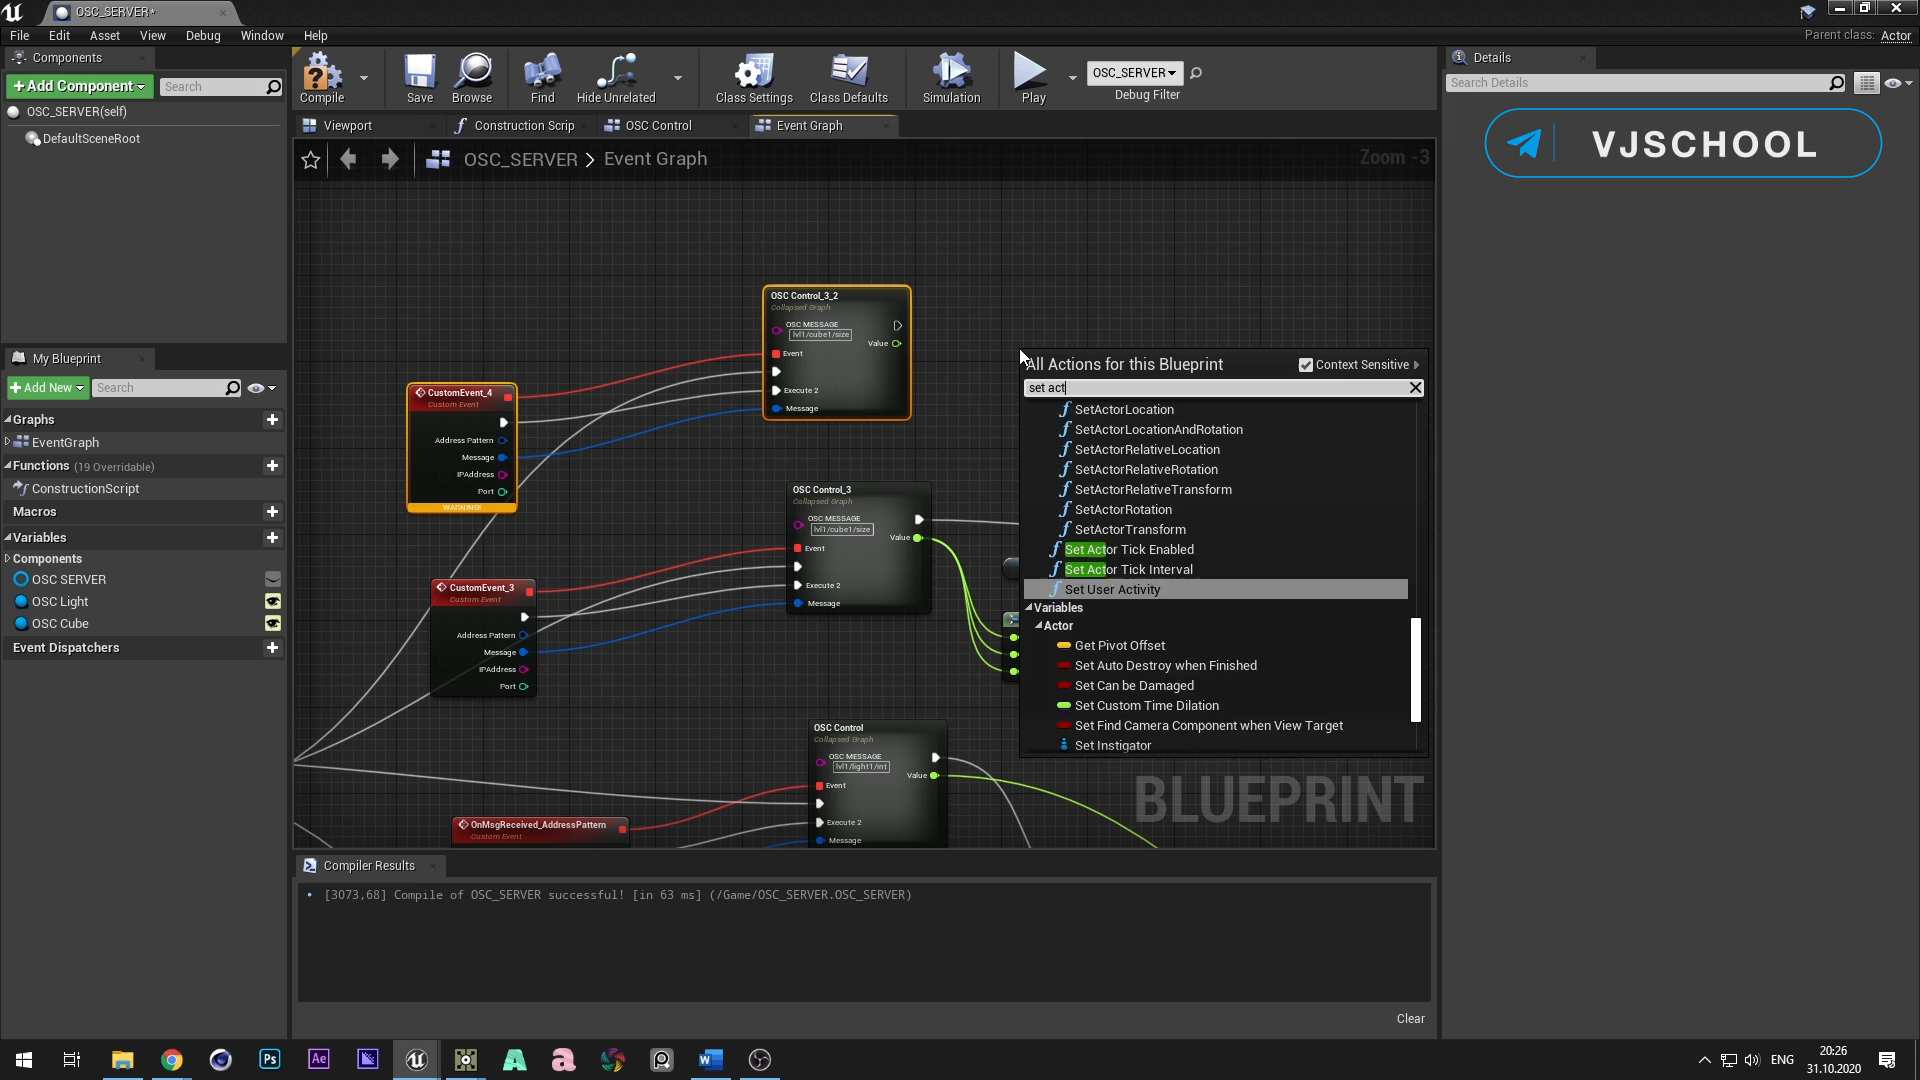 OSC_SERVER*
File Edit Asset View Debug Window Help
Parent class: Actor
Components
+Add Component
Search
OSC_SERVER(self)
DefaultSceneRoot
Compile
Save
Browse
Find
Hide Unrelated
Class Settings
Class Defaults
Simulation
Play
OSC_SERVER
Debug Filter
Viewport
Construction Scrip
OSC Control
Event Graph
OSC_SERVER > Event Graph
Zoom -3
My Blueprint
+Add New
Search
Graphs
EventGraph
Functions (19 Overridable)
ConstructionScript
Macros
Variables
Components
OSC SERVER
OSC Light
OSC Cube
Event Dispatchers
CustomEvent_4
Custom Event
Address Pattern
Message
IPAddress
Port
WARNING!
OSC Control_3_2
Collapsed Graph
OSC MESSAGE
lvl1/cube1/size
Value
Event
Execute 2
Message
CustomEvent_3
Custom Event
Address Pattern
Message
IPAddress
Port
OSC Control_3
Collapsed Graph
OSC MESSAGE
lvl1/cube1/size
Value
Event
Execute 2
Message
OnMsgReceived_AddressPattern
Custom Event
OSC Control
Collapsed Graph
OSC MESSAGE
lvl1/light1/int
Value
Event
Execute 2
Message
All Actions for this Blueprint
Context Sensitive
set act
SetActorLocation
SetActorLocationAndRotation
SetActorRelativeLocation
SetActorRelativeRotation
SetActorRelativeTransform
SetActorRotation
SetActorTransform
Set Actor Tick Enabled
Set Actor Tick Interval
Set User Activity
Variables
Actor
Get Pivot Offset
Set Auto Destroy when Finished
Set Can be Damaged
Set Custom Time Dilation
Set Find Camera Component when View Target
Set Instigator
BLUEPRINT
Compiler Results
[3073,68] Compile of OSC_SERVER successful! [in 63 ms] (/Game/OSC_SERVER.OSC_SERVER)
Clear
Details
Search Details
VJSCHOOL
Ps
Ae
W
ENG
20:26
31.10.2020